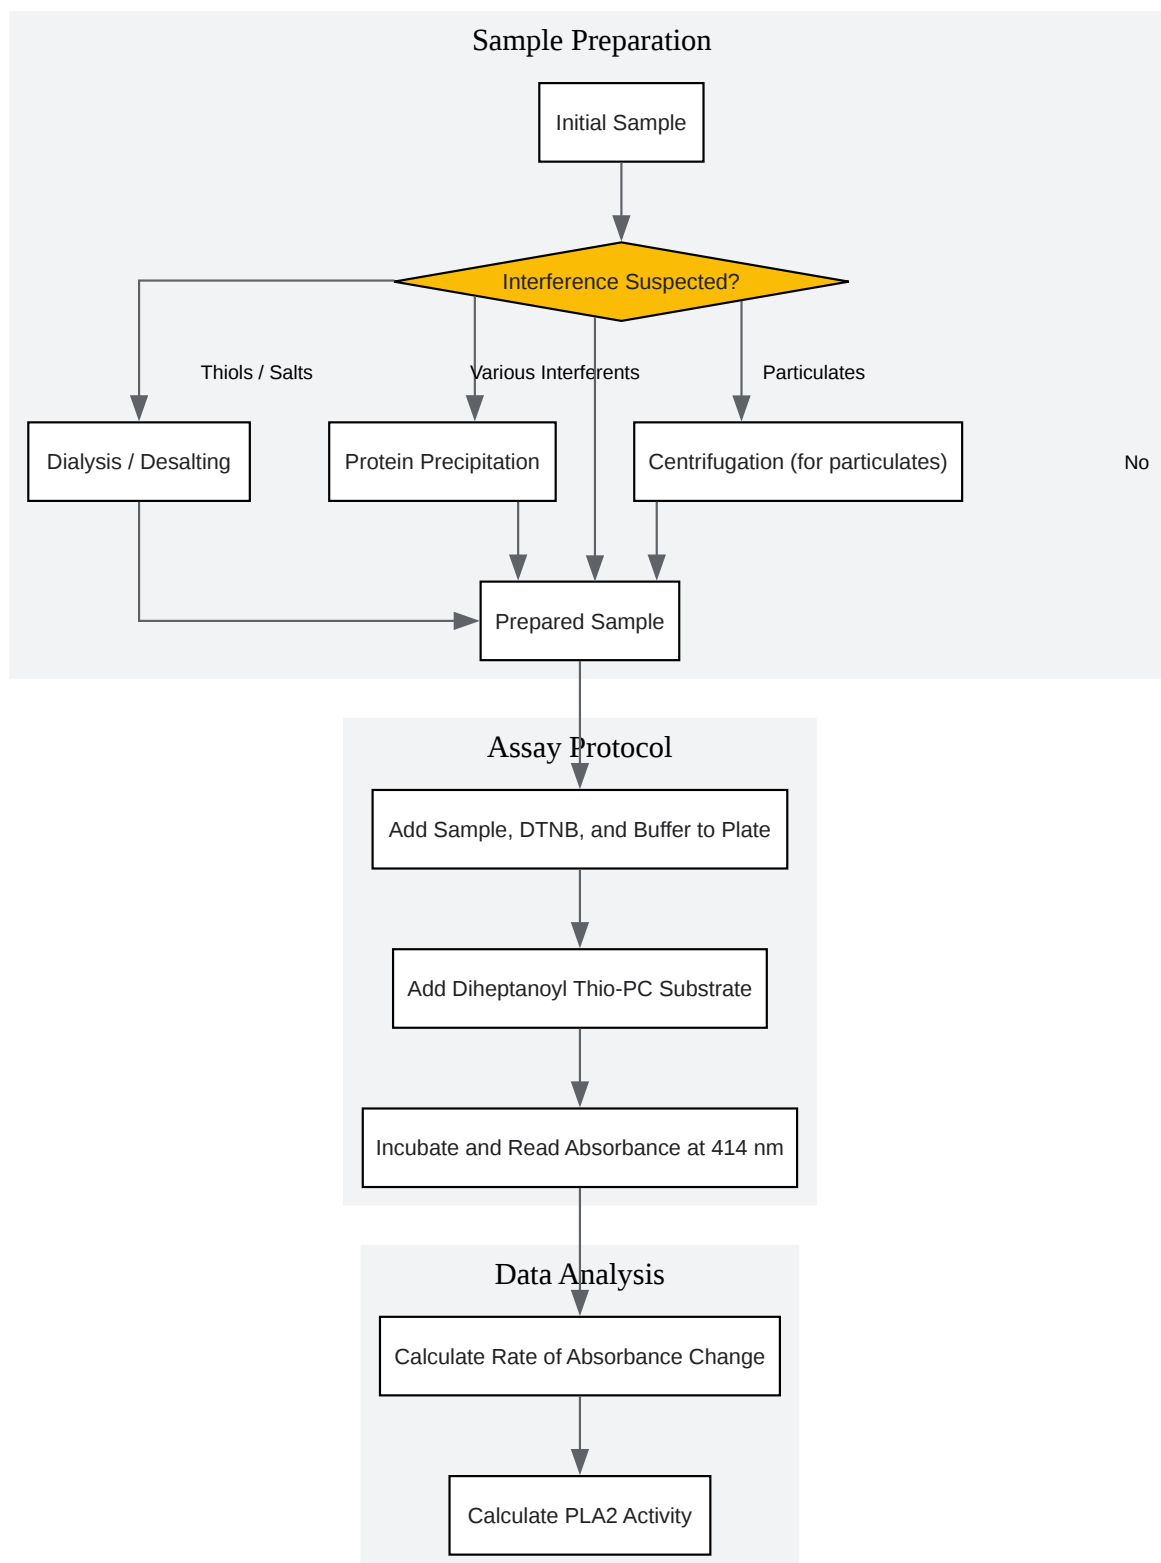 Sample Preparation
Initial Sample
Interference Suspected?
Thiols / Salts
Various Interferents
Particulates
Dialysis / Desalting
Protein Precipitation
Centrifugation (for particulates)
No
Prepared Sample
Assay Protocol
Add Sample, DTNB, and Buffer to Plate
Add Diheptanoyl Thio-PC Substrate
Incubate and Read Absorbance at 414 nm
Data Analysis
Calculate Rate of Absorbance Change
Calculate PLA2 Activity